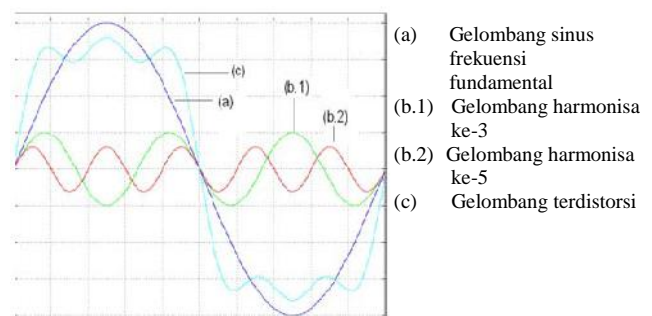 (c)
(a)
(b.1)
(b.2)
(a) Gelombang sinus
frekuensi
fundamental
(b.1) Gelombang harmonisa
ke-3
(b.2) Gelombang harmonisa
ke-5
(c) Gelombang terdistorsi